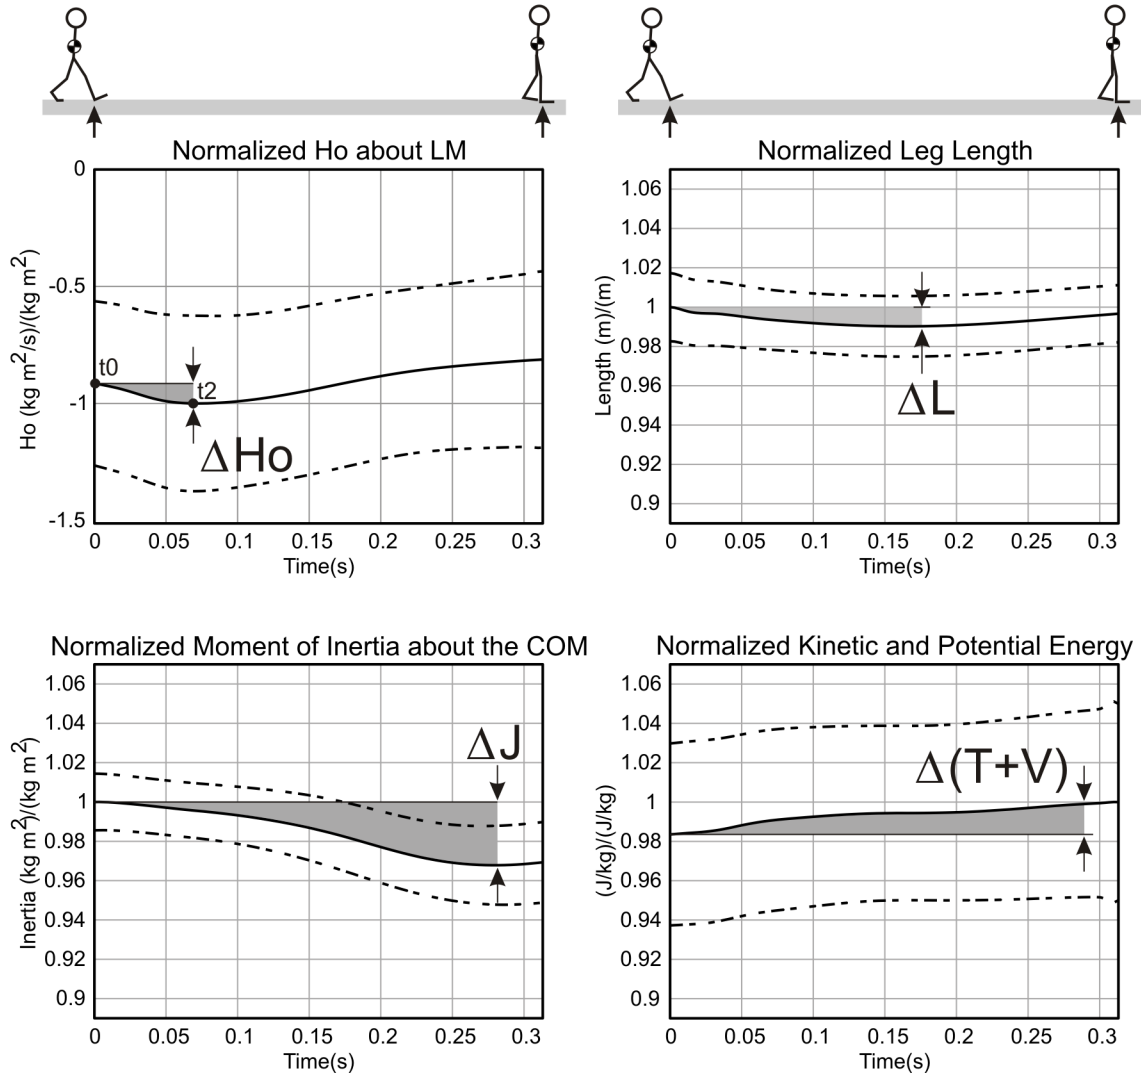 Normalized Ho about LM
0
-0.5
-1
-1.5
Ho (kg m²/s)/(kg m²)
t0
t2
ΔHo
0 0.05 0.1 0.15 0.2 0.25 0.3
Time(s)
Normalized Leg Length
1.06
1.04
1.02
1
0.98
0.96
0.94
0.92
0.9
Length (m)/(m)
ΔL
0 0.05 0.1 0.15 0.2 0.25 0.3
Time(s)
Normalized Moment of Inertia about the COM
1.06
1.04
1.02
1
0.98
0.96
0.94
0.92
0.9
Inertia (kg m²)/(kg m²)
ΔJ
0 0.05 0.1 0.15 0.2 0.25 0.3
Time(s)
Normalized Kinetic and Potential Energy
1.06
1.04
1.02
1
0.98
0.96
0.94
0.92
0.9
(J/kg)/(J/kg)
Δ(T+V)
0 0.05 0.1 0.15 0.2 0.25 0.3
Time(s)